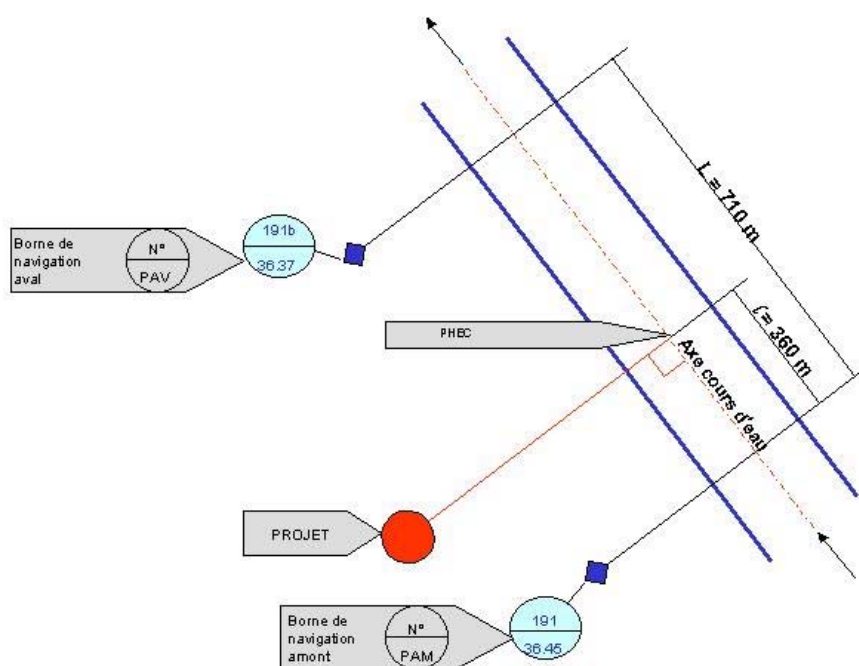 L = 710 m
191b
36.37
Borne de
navigation
aval
N°
PAV
PHEC
ℓ = 360 m
Axe cours d'eau
PROJET
191
36.45
Borne de
navigation
amont
N°
PAM